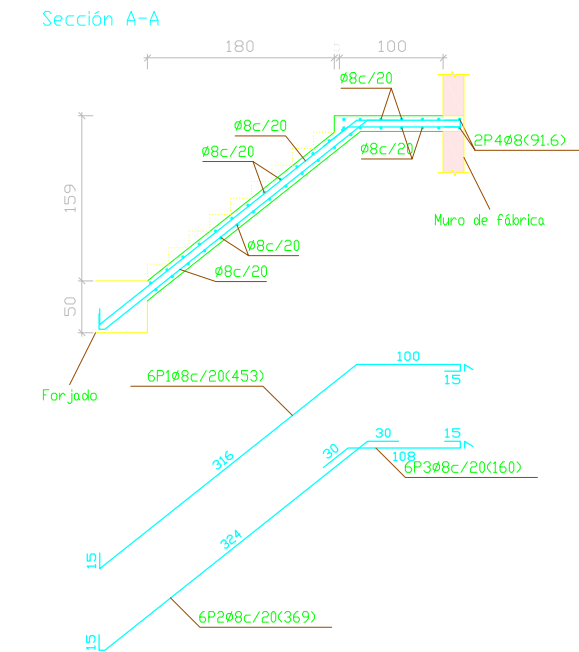 Sección A-A
180
100
Ø8c/20
Ø8c/20
Ø8c/20
Ø8c/20
2P4Ø8(91.6)
159
Muro de fábrica
Ø8c/20
Ø8c/20
50
Forjado
100
6P1Ø8c/20(453)
15
7
316
30
15
7
30
108
6P3Ø8c/20(160)
324
15
6P2Ø8c/20(369)
15